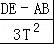 DE − AB
3T²